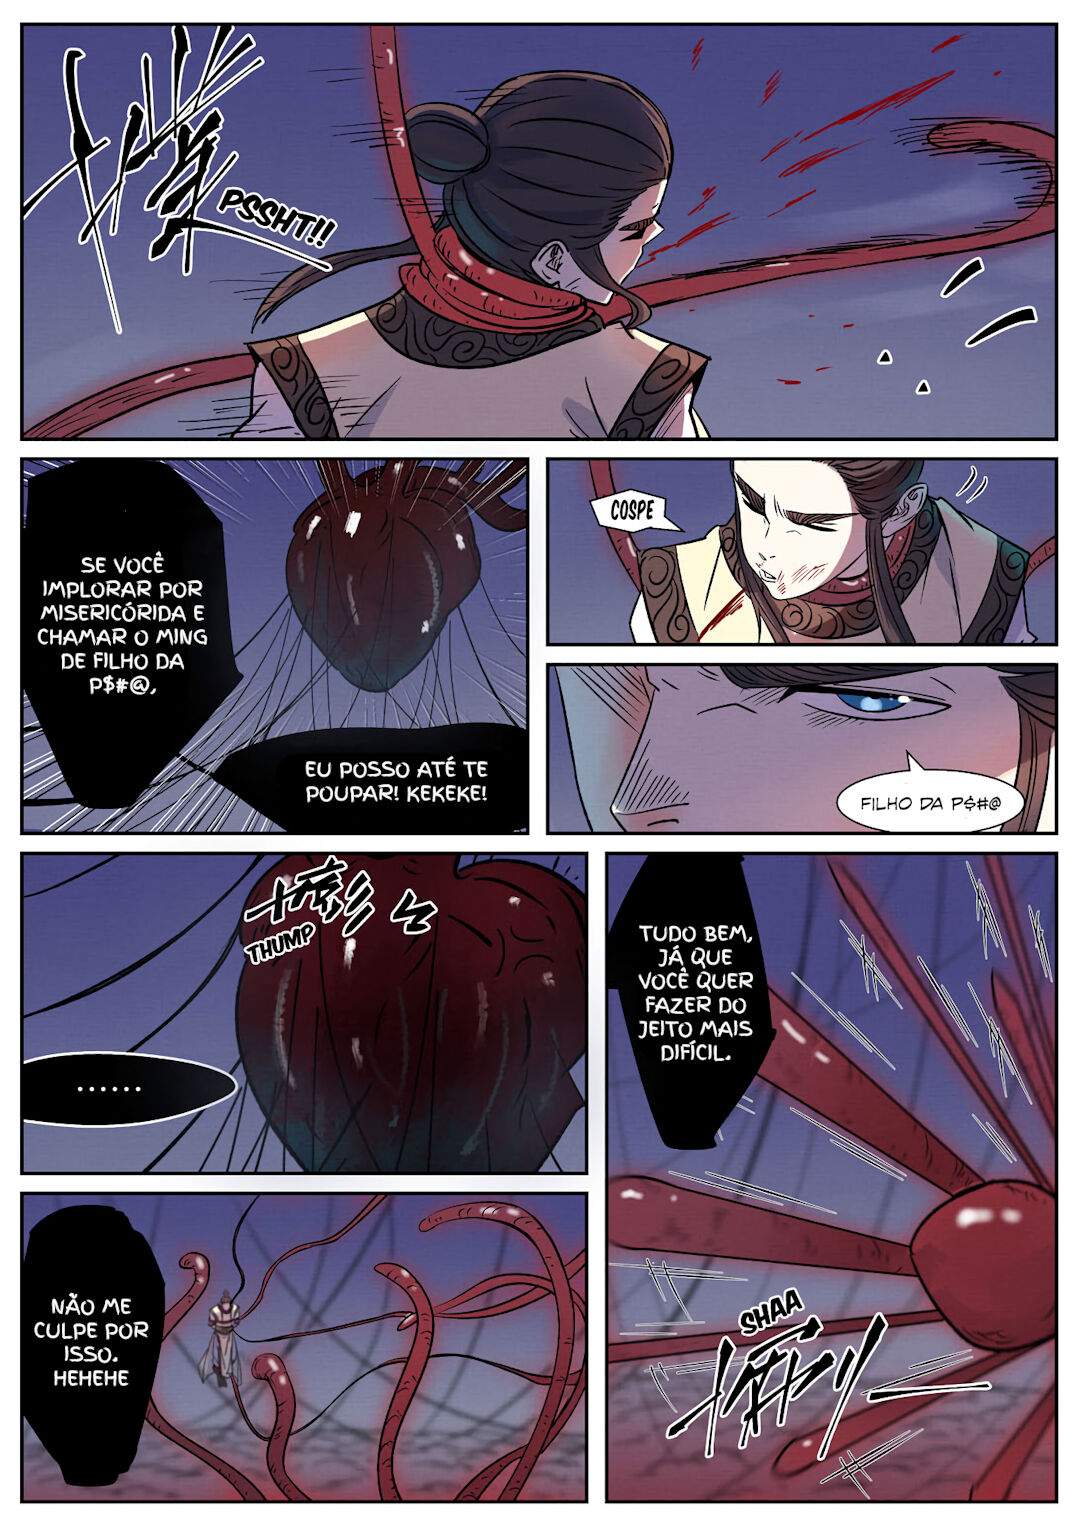 PSSHT!!
SE VOCÊ
IMPLORAR POR
MISERICÓRIDA E
CHAMAR O MING
DE FILHO DA
P$#@,
EU POSSO ATÉ TE
POUPAR! KEKEKE!
COSPE
FILHO DA P$#@
THUMP
......
TUDO BEM,
JÁ QUE
VOCÊ QUER
FAZER DO
JEITO MAIS
DIFÍCIL.
SHAA
NÃO ME
CULPE POR
ISSO.
HEHEHE